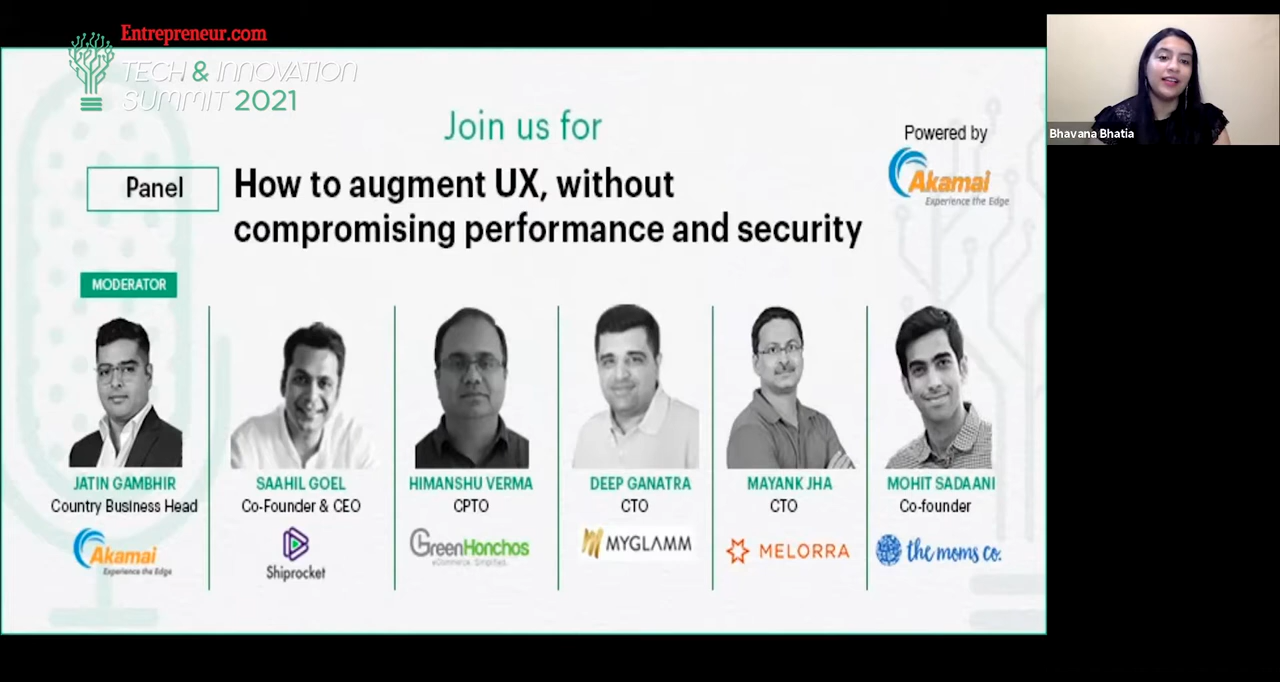 Entrepreneur.com
TECH & INNOVATION
SUMMIT 2021
Bhavana Bhatia
Join us for
Powered by
Akamai
Experience the Edge
Panel
How to augment UX, without
compromising performance and security
MODERATOR
JATIN GAMBHIR
Country Business Head
Akamai
Experience the Edge
SAAHIL GOEL
Co-Founder & CEO
Shiprocket
HIMANSHU VERMA
CPTO
GreenHonchos
eCommerce. Simplified.
DEEP GANATRA
CTO
MYGLAMM
MAYANK JHA
CTO
MELORRA
MOHIT SADAANI
Co-founder
the moms co.